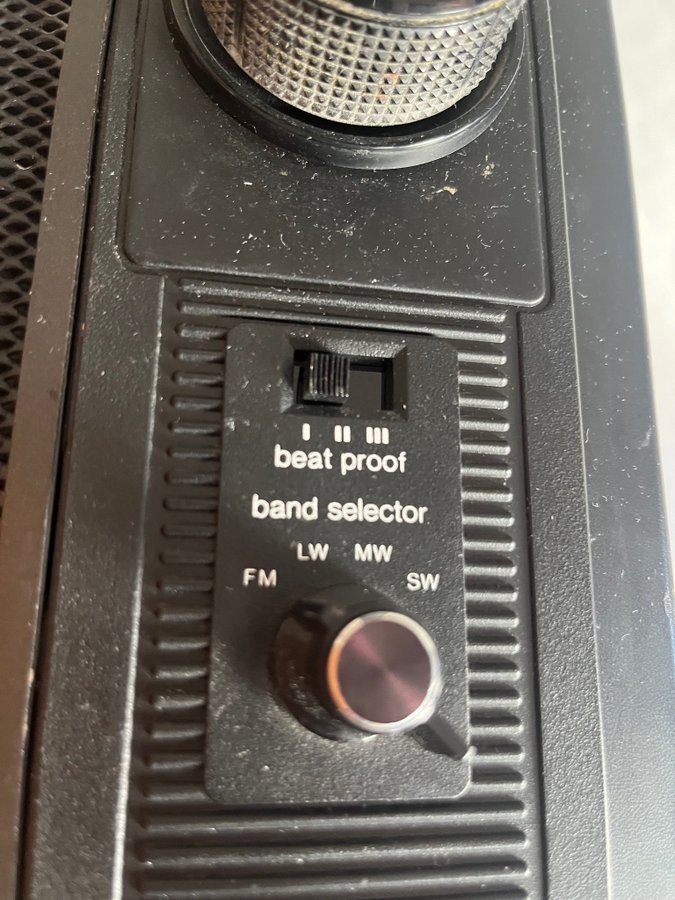 I II III
beat proof
band selector
LW MW
FM SW